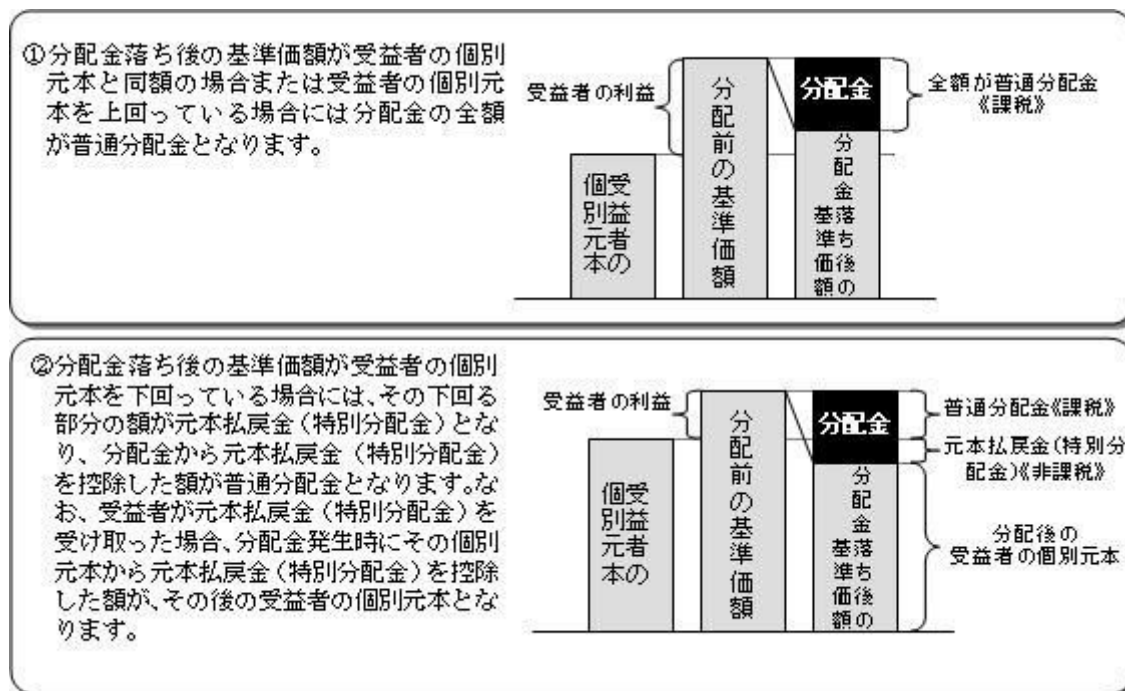 ①分配金落ち後の基準価額が受益者の個別
元本と同額の場合または受益者の個別元
本を上回っている場合には分配金の全額
が普通分配金となります。
受益者の利益
個別元本
受益者の
分配前の基準価額
分配金
分配金落ち後の
基準価額
全額が普通分配金
《課税》
②分配金落ち後の基準価額が受益者の個別
元本を下回っている場合には、その下回る
部分の額が元本払戻金(特別分配金)とな
り、分配金から元本払戻金(特別分配金)
を控除した額が普通分配金となります。な
お、受益者が元本払戻金(特別分配金)を
受け取った場合、分配金発生時にその個別
元本から元本払戻金(特別分配金)を控除
した額が、その後の受益者の個別元本とな
ります。
受益者の利益
受益者の
個別元本
分配前の基準価額
分配金
分配金落ち後の
基準価額
普通分配金《課税》
元本払戻金(特別分
配金)《非課税》
分配後の
受益者の個別元本